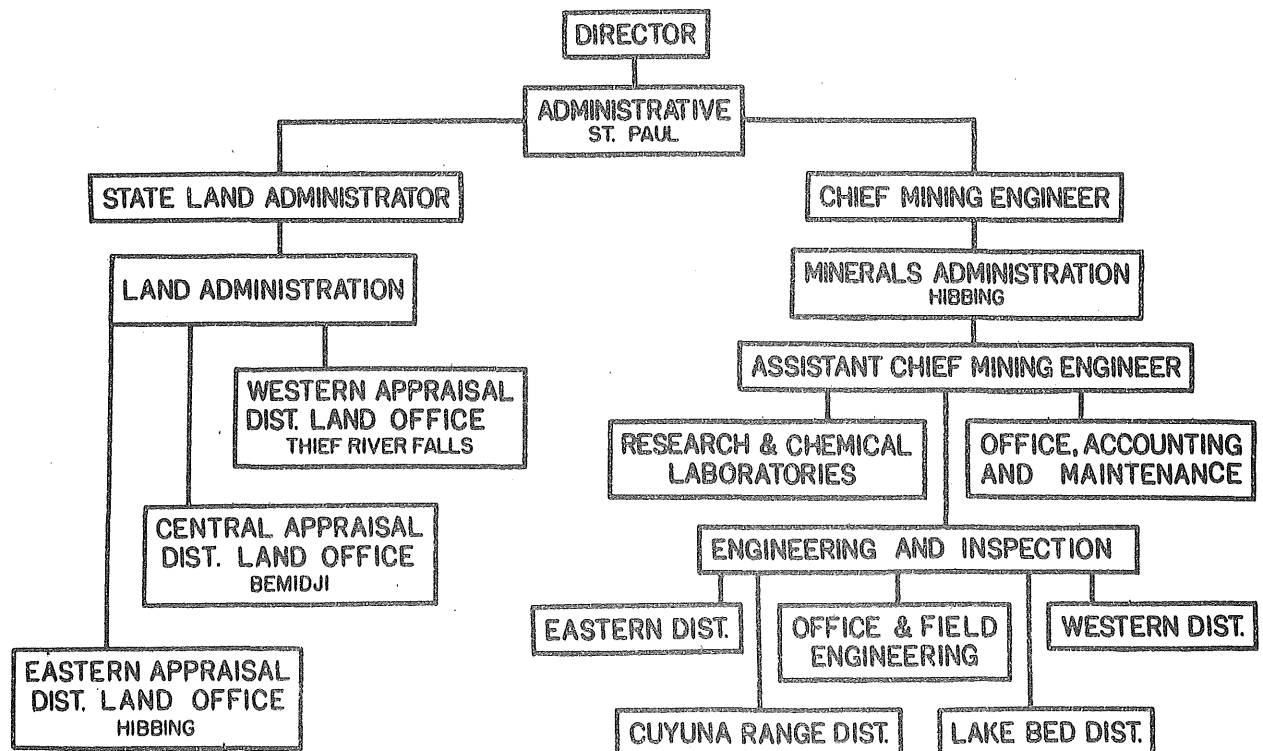 DIRECTOR
ADMINISTRATIVE
ST. PAUL
STATE LAND ADMINISTRATOR
CHIEF MINING ENGINEER
LAND ADMINISTRATION
MINERALS ADMINISTRATION
HIBBING
ASSISTANT CHIEF MINING ENGINEER
WESTERN APPRAISAL
DIST. LAND OFFICE
THIEF RIVER FALLS
RESEARCH & CHEMICAL
LABORATORIES
OFFICE, ACCOUNTING
AND MAINTENANCE
CENTRAL APPRAISAL
DIST. LAND OFFICE
BEMIDJI
ENGINEERING AND INSPECTION
EASTERN DIST.
OFFICE & FIELD
ENGINEERING
WESTERN DIST.
EASTERN APPRAISAL
DIST. LAND OFFICE
HIBBING
CUYUNA RANGE DIST.
LAKE BED DIST.